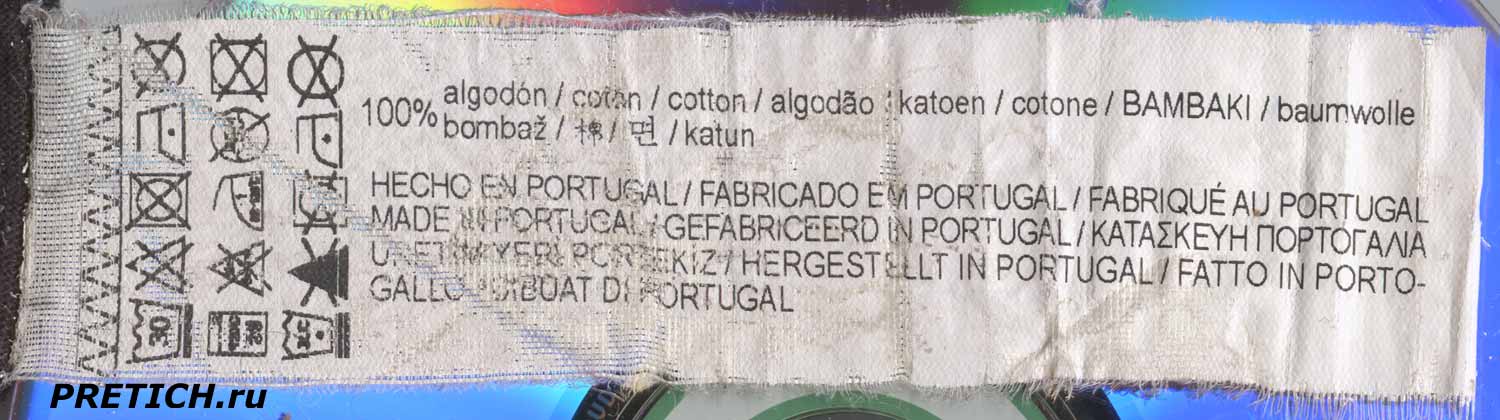 100% algodón / coton / cotton / algodão / katoen / cotone / BAMBAKI / baumwolle
bombaž / 棉 / 면 / katun
HECHO EN PORTUGAL / FABRICADO EM PORTUGAL / FABRIQUÉ AU PORTUGAL
MADE IN PORTUGAL / GEFABRICEERD IN PORTUGAL / ΚΑΤΑΣΚΕΥΗ ΠΟΡΤΟΓΑΛΙΑ
/ HERGESTELLT IN PORTUGAL / FATTO IN PORTO-
GALLO / DIBUAT DI PORTUGAL
30
PRETICH.ru